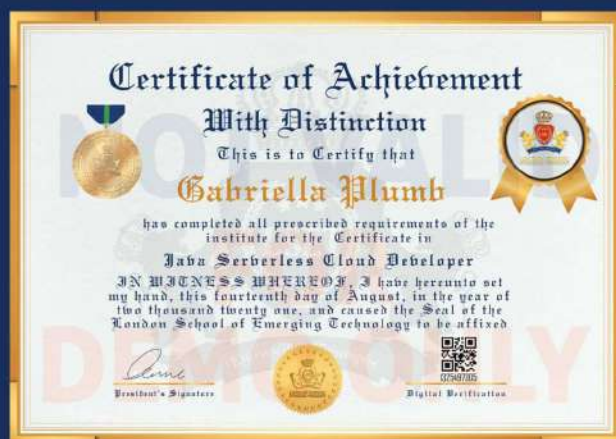 Certificate of Achievement
With Distinction
This is to Certify that
Gabriella Plumb
has completed all prescribed requirements of the
institute for the Certificate in
Java Serverless Cloud Developer
IN WITNESS WHEREOF, I have hereunto set
my hand, this fourteenth day of August, in the year of
two thousand twenty one, and caused the Seal of the
London School of Emerging Technology to be affixed
NOT VALID
DEMO ONLY
President's Signature
Digital Verification